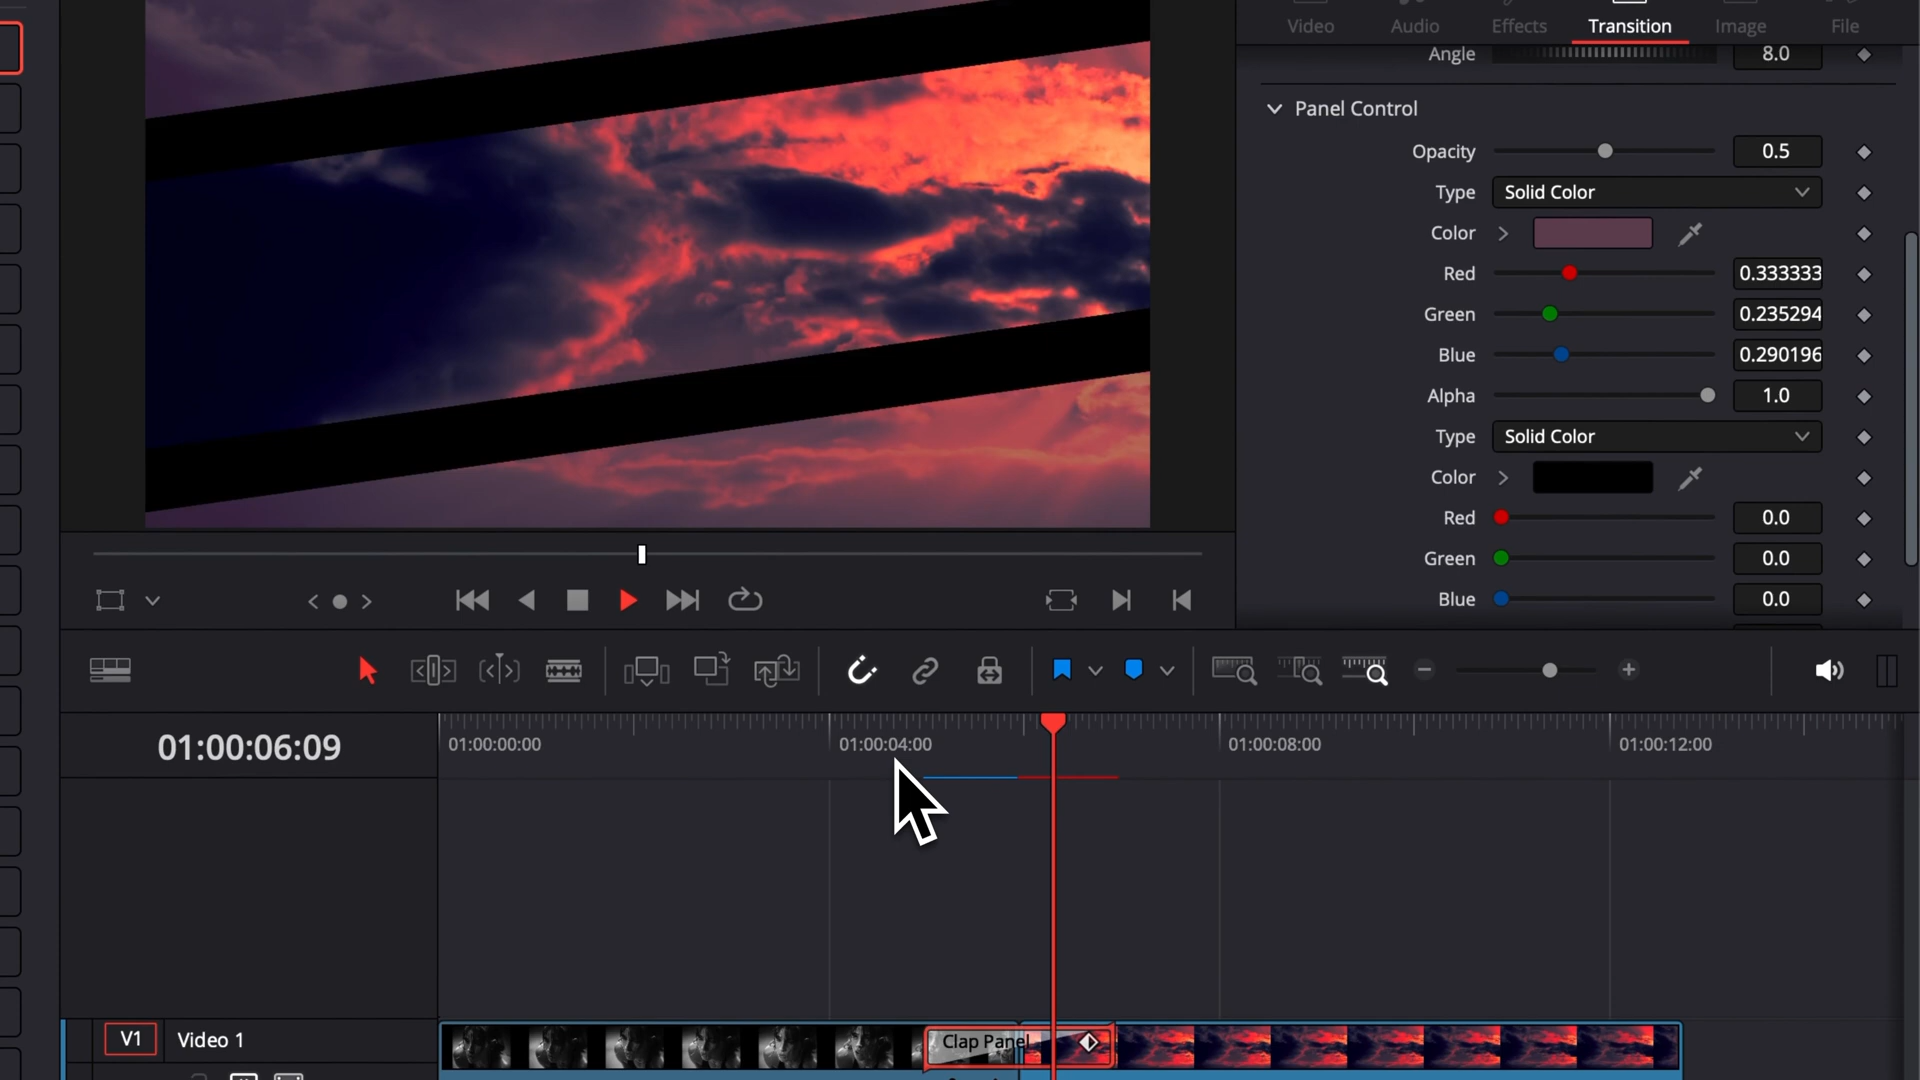 Video Audio Effects Transition Image File
Angle 8.0
Panel Control
Opacity 0.5
Type Solid Color
Color
Red 0.333333
Green 0.235294
Blue 0.290196
Alpha 1.0
Type Solid Color
Color
Red 0.0
Green 0.0
Blue 0.0
01:00:06:09
01:00:00:00 01:00:04:00 01:00:08:00 01:00:12:00
V1 Video 1
Clap Panel